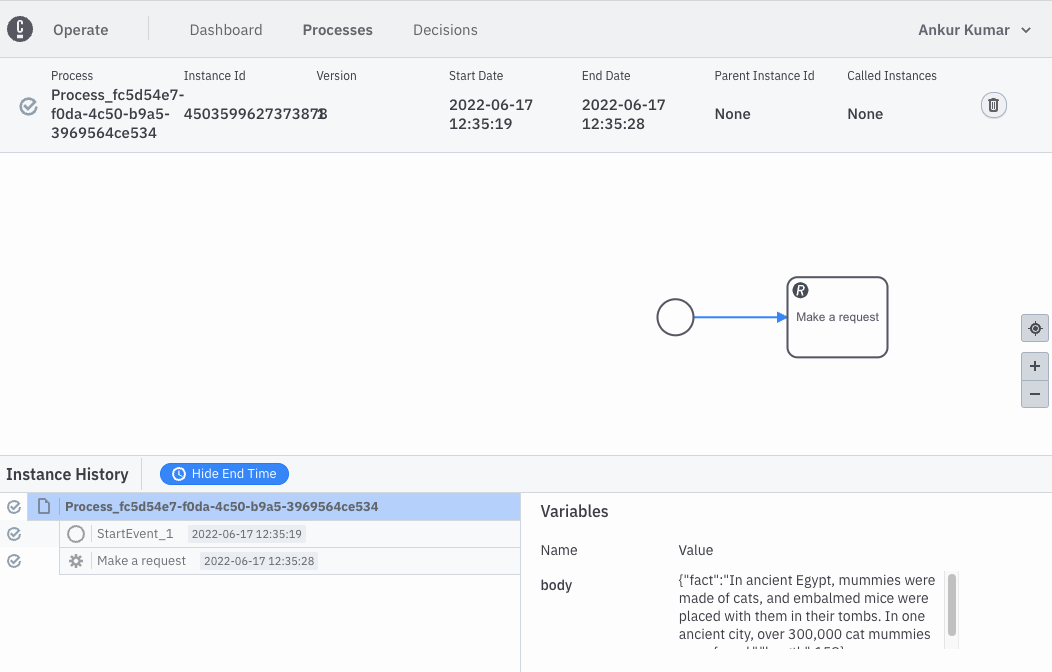 Operate Dashboard Processes Decisions Ankur Kumar
Process Instance Id Version Start Date End Date Parent Instance Id Called Instances
Process_fc5d54e7-
f0da-4c50-b9a5-
3969564ce534
2022-06-17
12:35:19
2022-06-17
12:35:28
None
None
R
Make a request
+
−
Instance History Hide End Time
Process_fc5d54e7-f0da-4c50-b9a5-3969564ce534
StartEvent_1 2022-06-17 12:35:19
Make a request 2022-06-17 12:35:28
Variables
Name Value
body
{"fact":"In ancient Egypt, mummies were
made of cats, and embalmed mice were
placed with them in their tombs. In one
ancient city, over 300,000 cat mummies